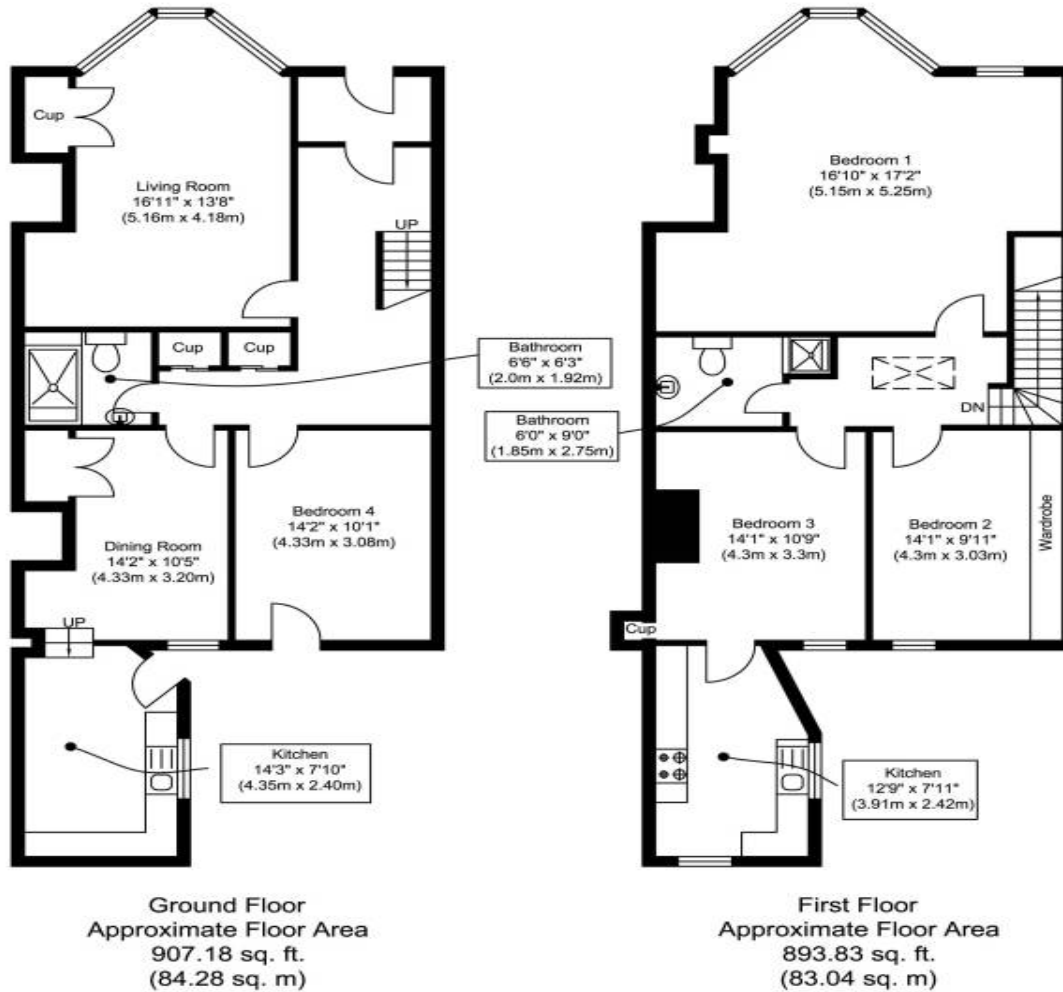 Cup
Living Room
16'11" x 13'8"
(5.16m x 4.18m)
UP
Cup
Cup
Bathroom
6'6" x 6'3"
(2.0m x 1.92m)
Dining Room
14'2" x 10'5"
(4.33m x 3.20m)
Bedroom 4
14'2" x 10'1"
(4.33m x 3.08m)
UP
Kitchen
14'3" x 7'10"
(4.35m x 2.40m)
Ground Floor
Approximate Floor Area
907.18 sq. ft.
(84.28 sq. m)
Bedroom 1
16'10" x 17'2"
(5.15m x 5.25m)
Bathroom
6'0" x 9'0"
(1.85m x 2.75m)
DN
Bedroom 3
14'1" x 10'9"
(4.3m x 3.3m)
Bedroom 2
14'1" x 9'11"
(4.3m x 3.03m)
Wardrobe
Cup
Kitchen
12'9" x 7'11"
(3.91m x 2.42m)
First Floor
Approximate Floor Area
893.83 sq. ft.
(83.04 sq. m)